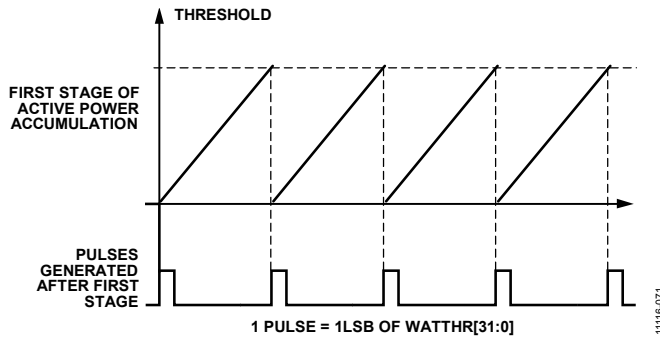 THRESHOLD
FIRST STAGE OF
ACTIVE POWER
ACCUMULATION
PULSES
GENERATED
AFTER FIRST
STAGE
1 PULSE = 1LSB OF WATTHR[31:0]
11116-071